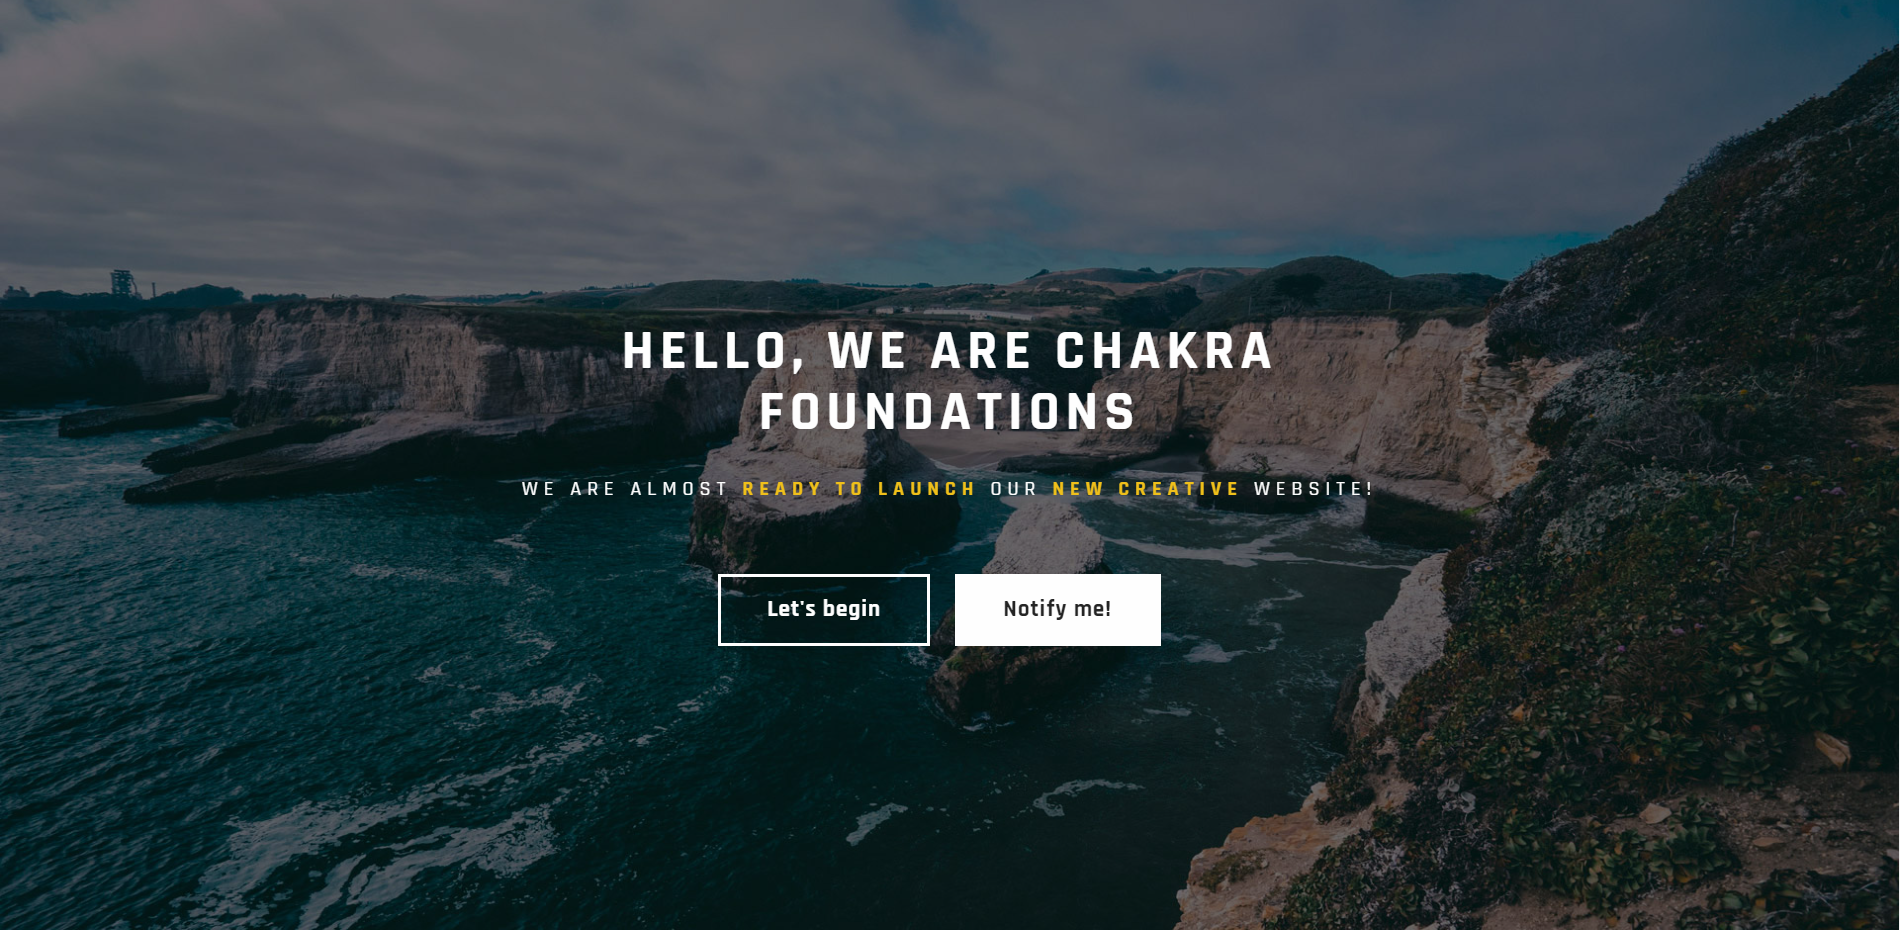 HELLO, WE ARE CHAKRA
FOUNDATIONS
WE ARE ALMOST READY TO LAUNCH OUR NEW CREATIVE WEBSITE!
Let's begin
Notify me!